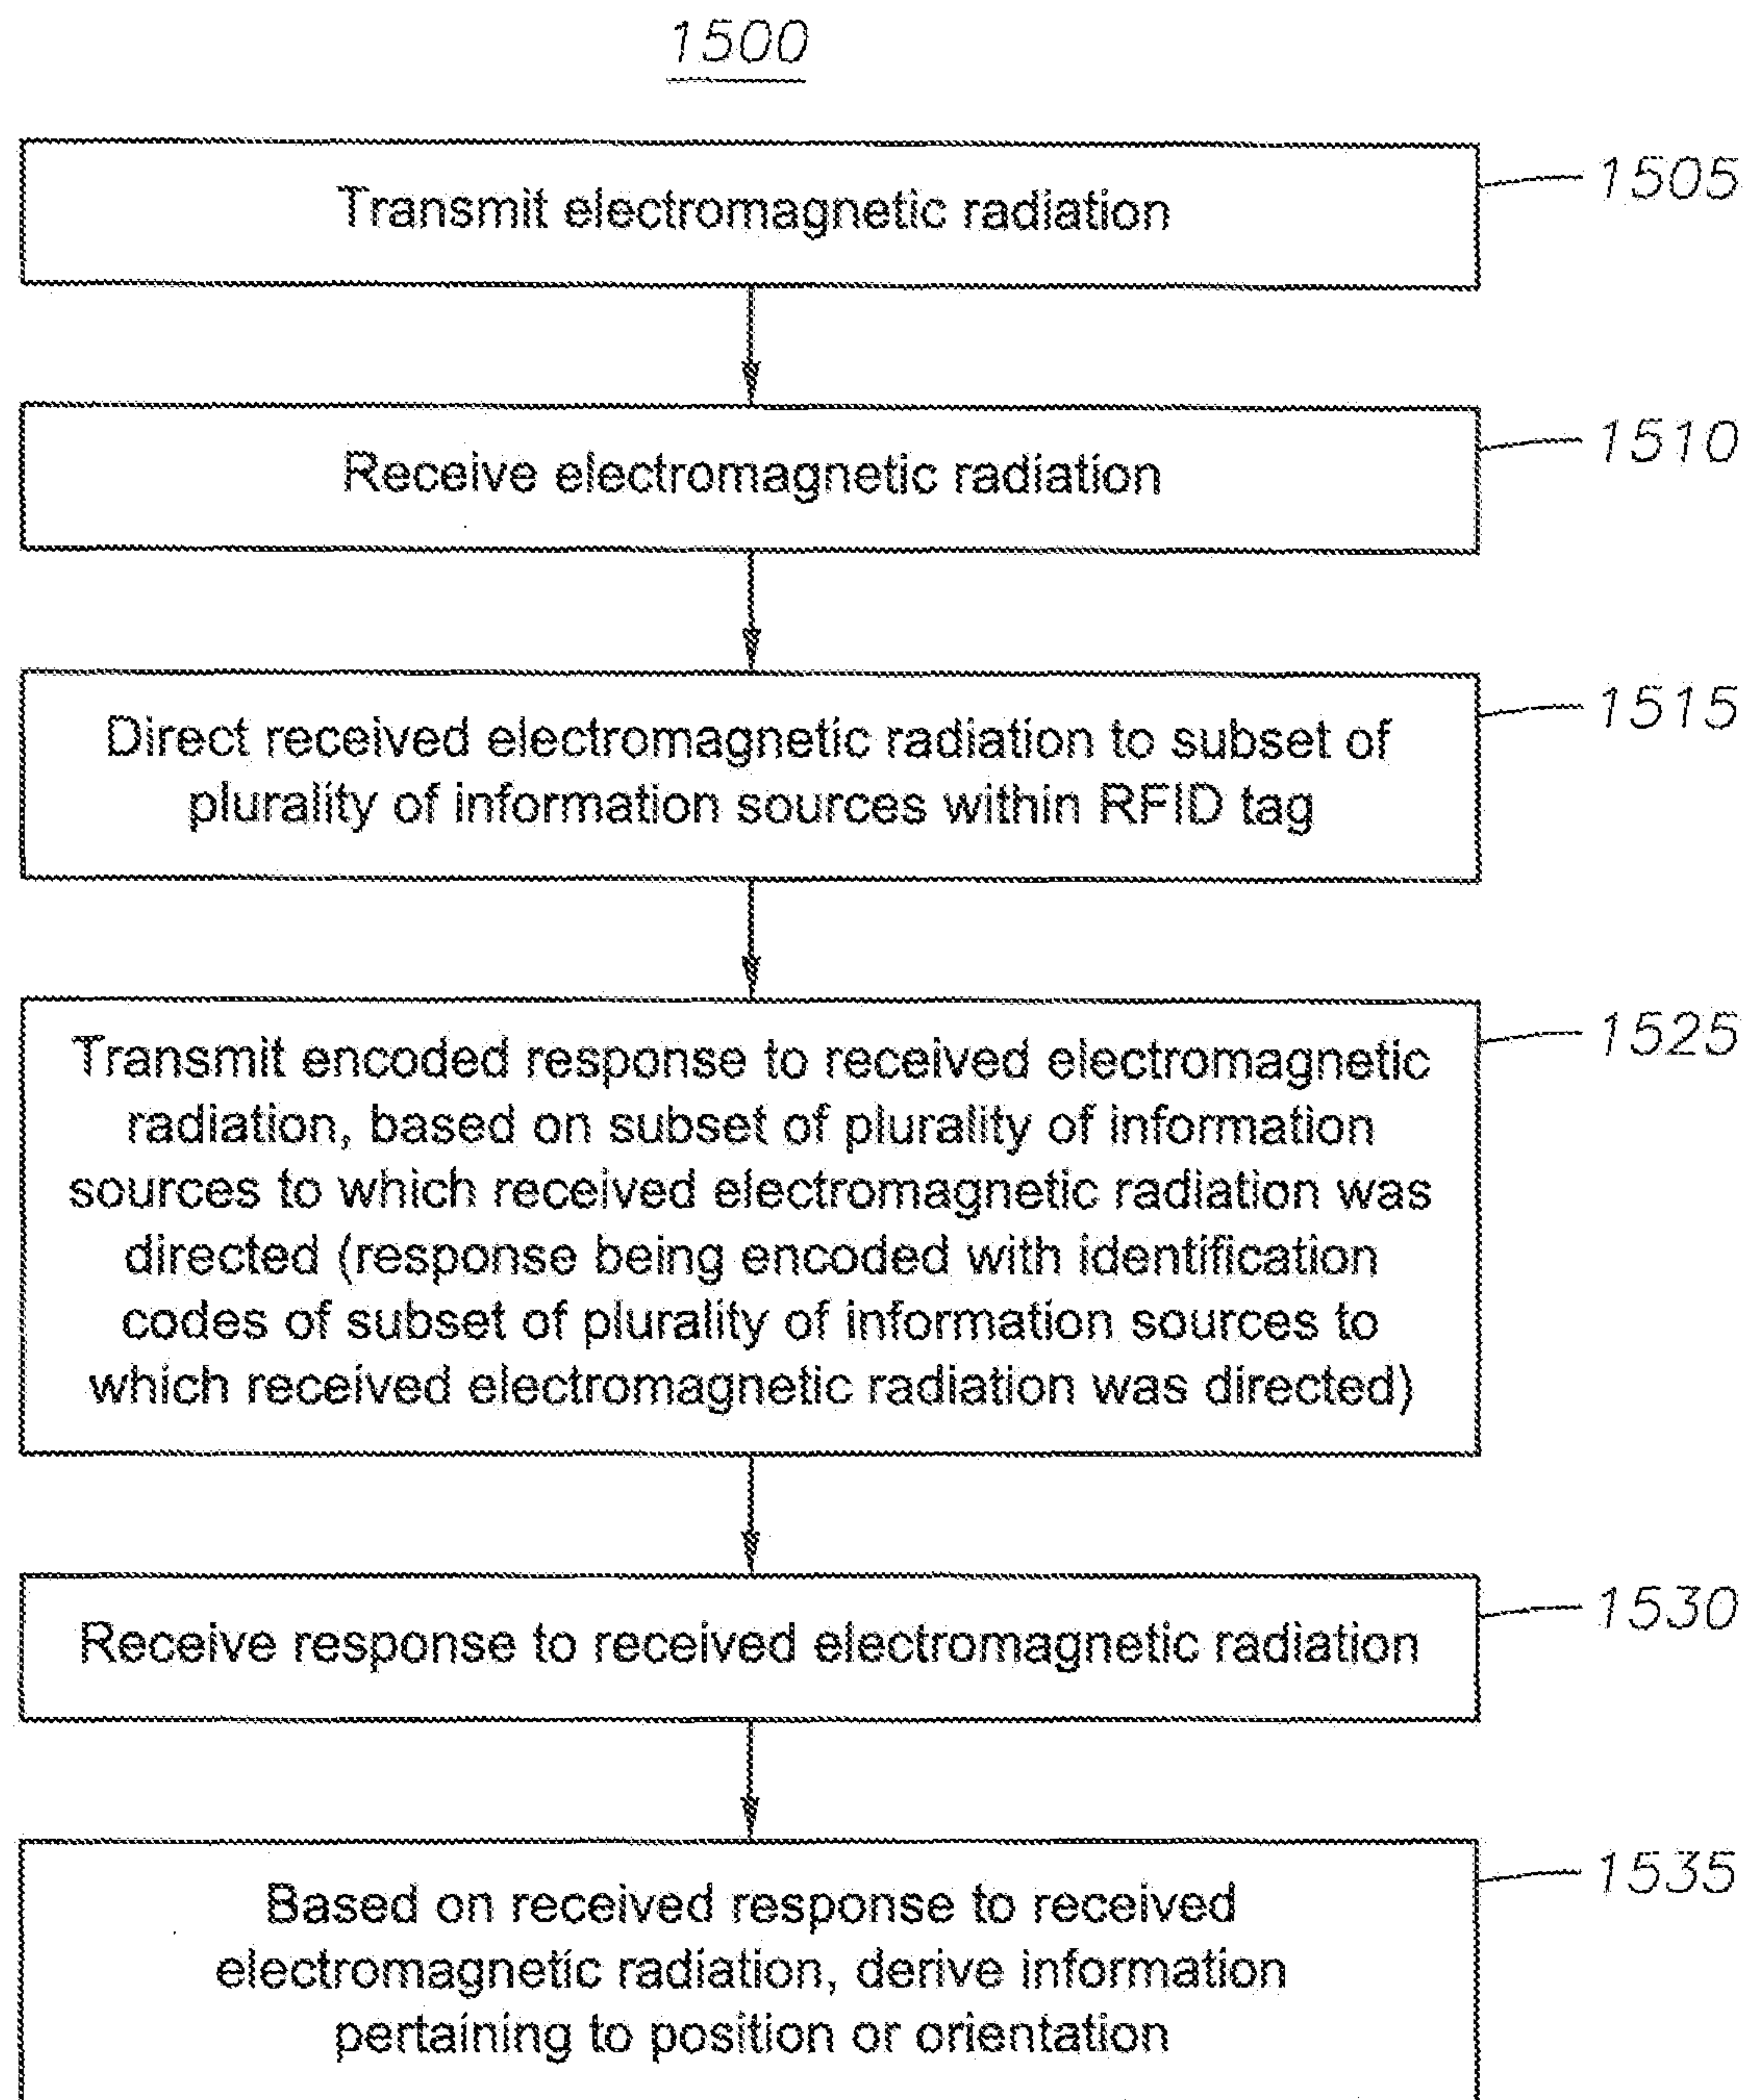 1500
Transmit electromagnetic radiation
1505
Receive electromagnetic radiation
1510
Direct received electromagnetic radiation to subset of
plurality of information sources within RFID tag
1515
Transmit encoded response to received electromagnetic
radiation, based on subset of plurality of information
sources to which received electromagnetic radiation was
directed (response being encoded with identification
codes of subset of plurality of information sources to
which received electromagnetic radiation was directed)
1525
Receive response to received electromagnetic radiation
1530
Based on received response to received
electromagnetic radiation, derive information
pertaining to position or orientation
1535